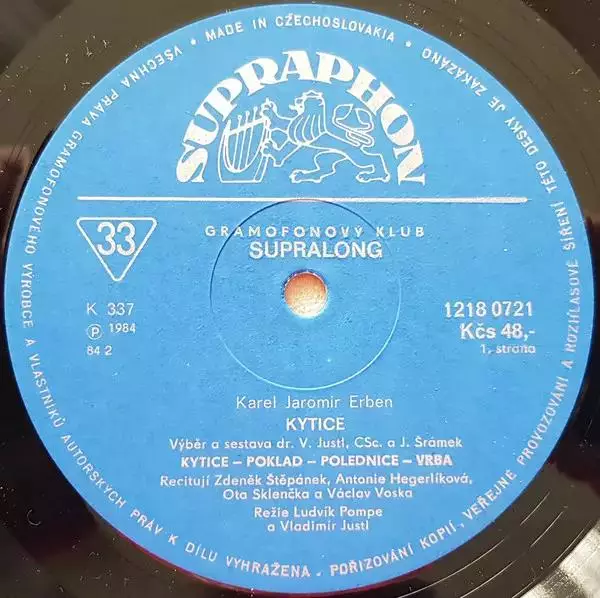 VŠECHNA PRÁVA GRAMOFONOVÉHO VÝROBCE A VLASTNÍKŮ AUTORSKÝCH PRÁV K DÍLU VYHRAŽENA. POŘIZOVÁNÍ KOPIÍ, VEŘEJNÉ PROVOZOVÁNÍ A ROZHLASOVÉ ŠÍŘENÍ TÉTO DESKY JE ZAKÁZÁNO • MADE IN CZECHOSLOVAKIA •
SUPRAPHON
33
GRAMOFONOVÝ KLUB
SUPRALONG
K 337
Ⓟ 1984
84 2
1218 0721
Kčs 48,-
1. strana
Karel Jaromír Erben
KYTICE
Výběr a sestava dr. V. Justl, CSc. a J. Šrámek
KYTICE – POKLAD – POLEDNICE – VRBA
Recitují Zdeněk Štěpánek, Antonie Hegerlíková,
Ota Sklenčka a Václav Voska
Režie Ludvík Pompe
a Vladimír Justl